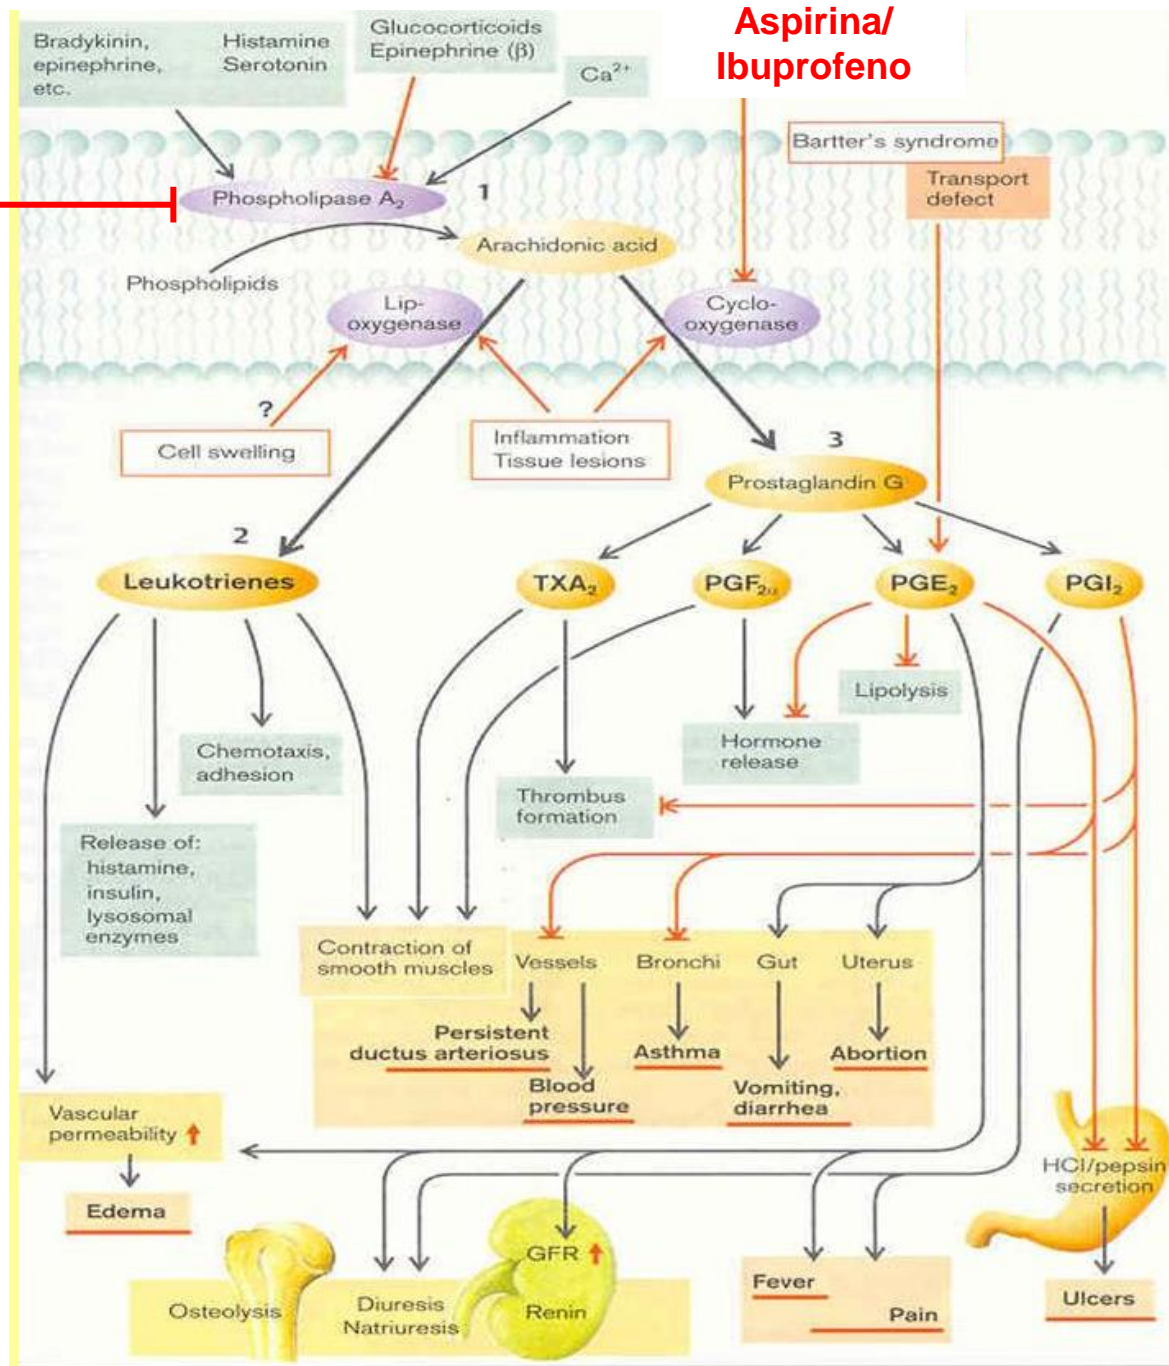 Aspirina/
Ibuprofeno
Bradykinin,
epinephrine,
etc.
Histamine
Serotonin
Glucocorticoids
Epinephrine (β)
Ca²⁺
Bartter's syndrome
Transport
defect
Phospholipase A₂
1
Arachidonic acid
Phospholipids
Lip-
oxygenase
Cyclo-
oxygenase
?
Cell swelling
Inflammation
Tissue lesions
3
Prostaglandin G
2
Leukotrienes
TXA₂
PGF₂α
PGE₂
PGI₂
Lipolysis
Hormone
release
Chemotaxis,
adhesion
Thrombus
formation
Release of:
histamine,
insulin,
lysosomal
enzymes
Contraction of
smooth muscles
Vessels
Bronchi
Gut
Uterus
Persistent
ductus arteriosus
Asthma
Abortion
Blood
pressure
Vomiting,
diarrhea
Vascular
permeability
Edema
HCl/pepsin
secretion
GFR
Osteolysis
Diuresis
Natriuresis
Renin
Fever
Pain
Ulcers